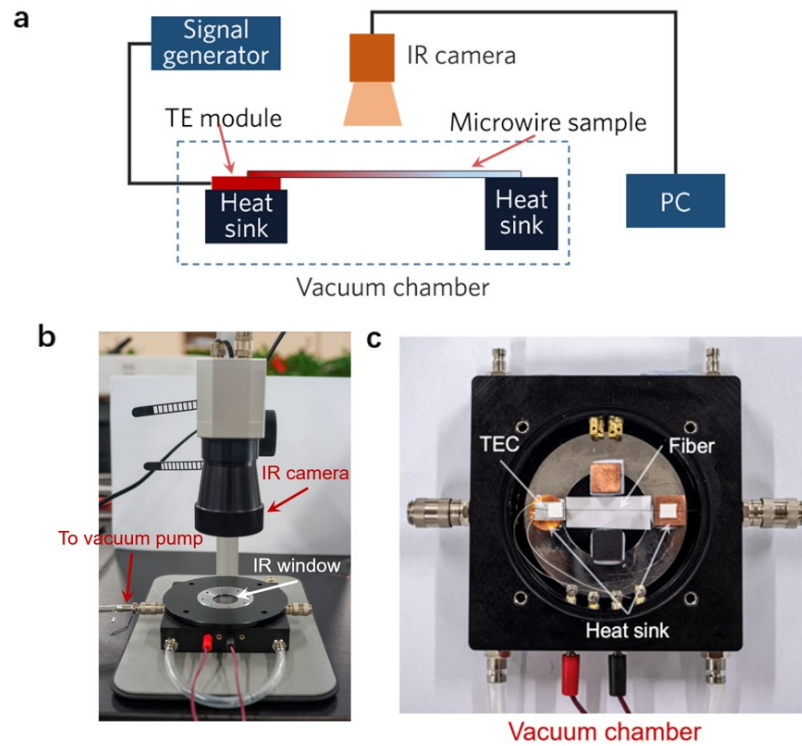 a
Signal
generator
IR camera
TE module
Microwire sample
Heat
sink
Heat
sink
PC
Vacuum chamber
b
IR camera
To vacuum pump
IR window
c
TEC
Fiber
Heat sink
Vacuum chamber